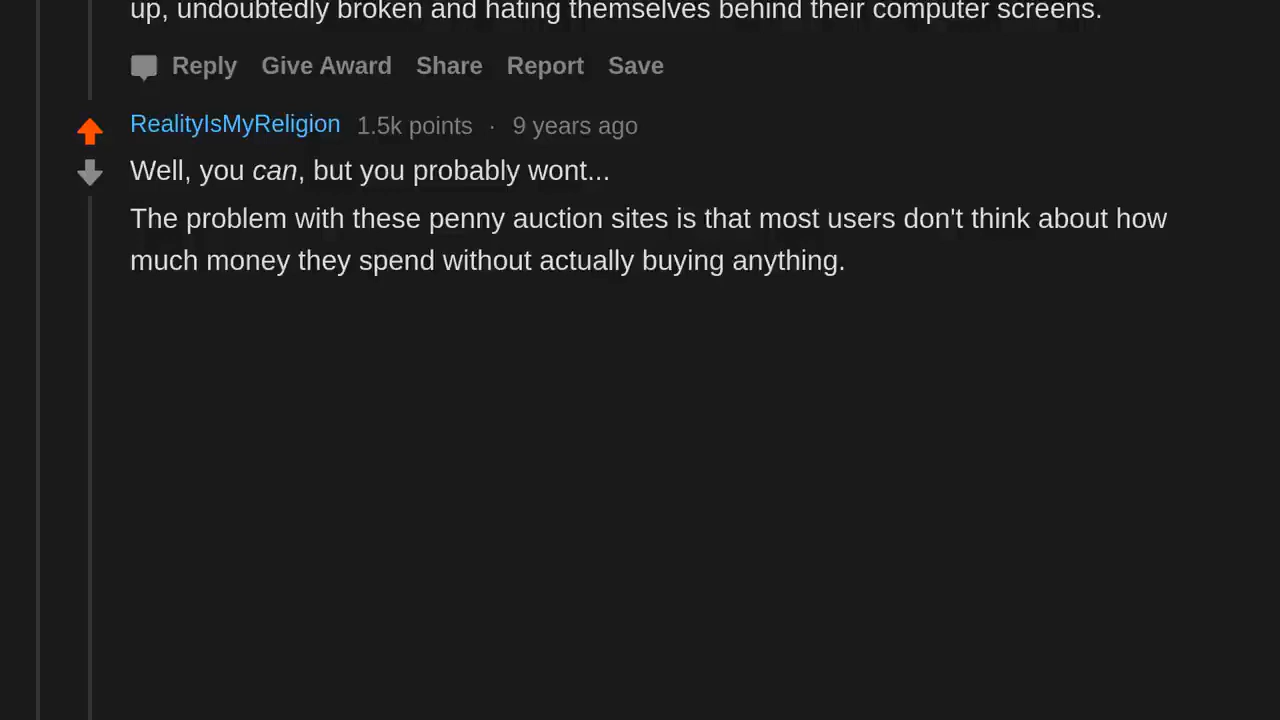 up, undoubtedly broken and hating themselves behind their computer screens.
Reply Give Award Share Report Save
RealityIsMyReligion 1.5k points · 9 years ago
Well, you can, but you probably wont...
The problem with these penny auction sites is that most users don't think about how
much money they spend without actually buying anything.